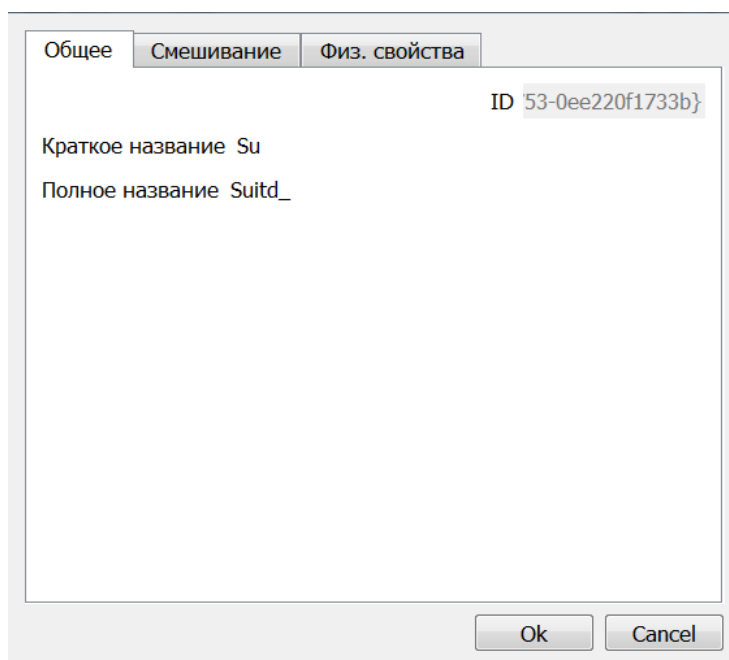 Общее Смешивание Физ. свойства
ID '53-0ee220f1733b}
Краткое название Su
Полное название Suitd_
Ok Cancel